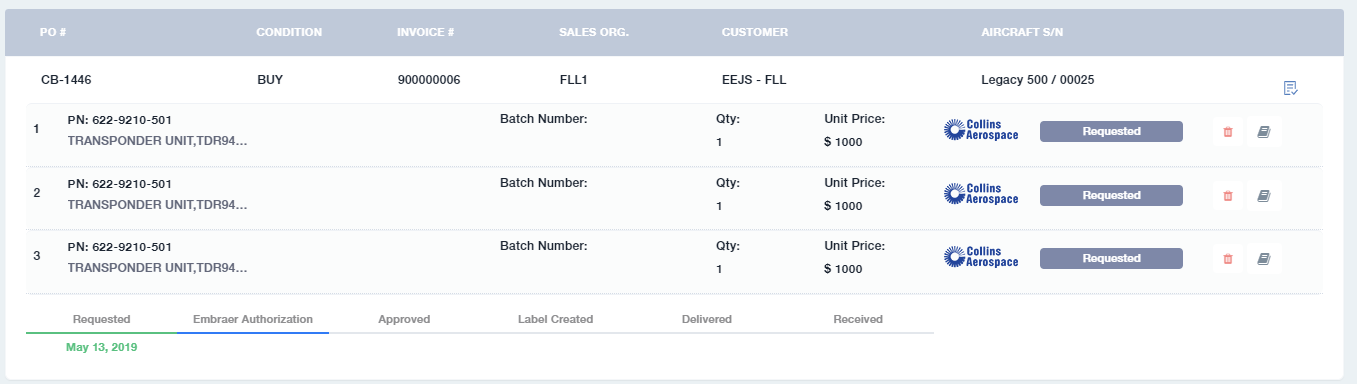 PO # CONDITION INVOICE # SALES ORG. CUSTOMER AIRCRAFT S/N
CB-1446 BUY 900000006 FLL1 EEJS - FLL Legacy 500 / 00025
1 PN: 622-9210-501 Batch Number: Qty: Unit Price: Collins Aerospace Requested
TRANSPONDER UNIT,TDR94... 1 $ 1000
2 PN: 622-9210-501 Batch Number: Qty: Unit Price: Collins Aerospace Requested
TRANSPONDER UNIT,TDR94... 1 $ 1000
3 PN: 622-9210-501 Batch Number: Qty: Unit Price: Collins Aerospace Requested
TRANSPONDER UNIT,TDR94... 1 $ 1000
Requested Embraer Authorization Approved Label Created Delivered Received
May 13, 2019